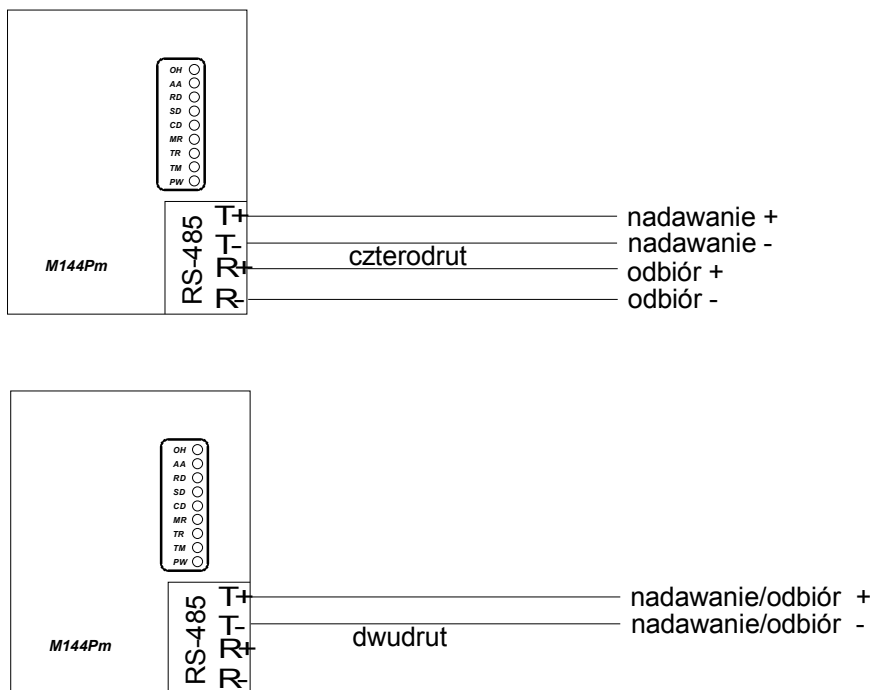 OH
AA
RD
SD
CD
MR
TR
TM
PW
M144Pm
RS-485
T+
T-
R+
R-
czterodrut
nadawanie +
nadawanie -
odbiór +
odbiór -
OH
AA
RD
SD
CD
MR
TR
TM
PW
M144Pm
RS-485
T+
T-
R+
R-
dwudrut
nadawanie/odbiór +
nadawanie/odbiór -